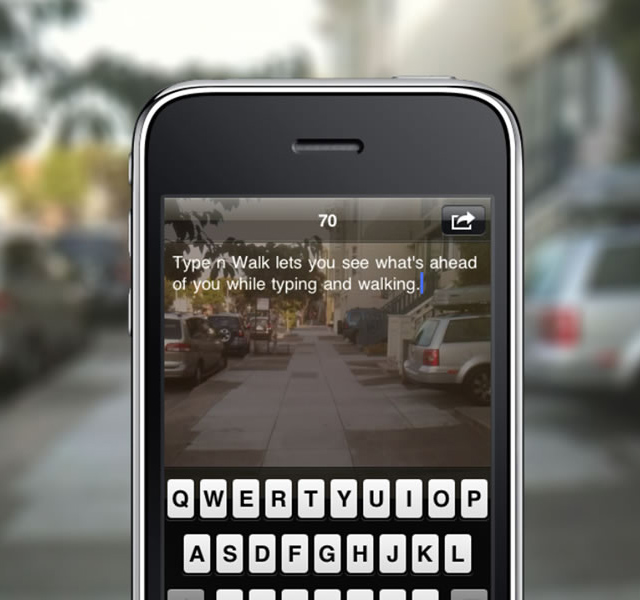 70
Type n Walk lets you see what's ahead
of you while typing and walking.
Q W E R T Y U I O P
A S D F G H J K L